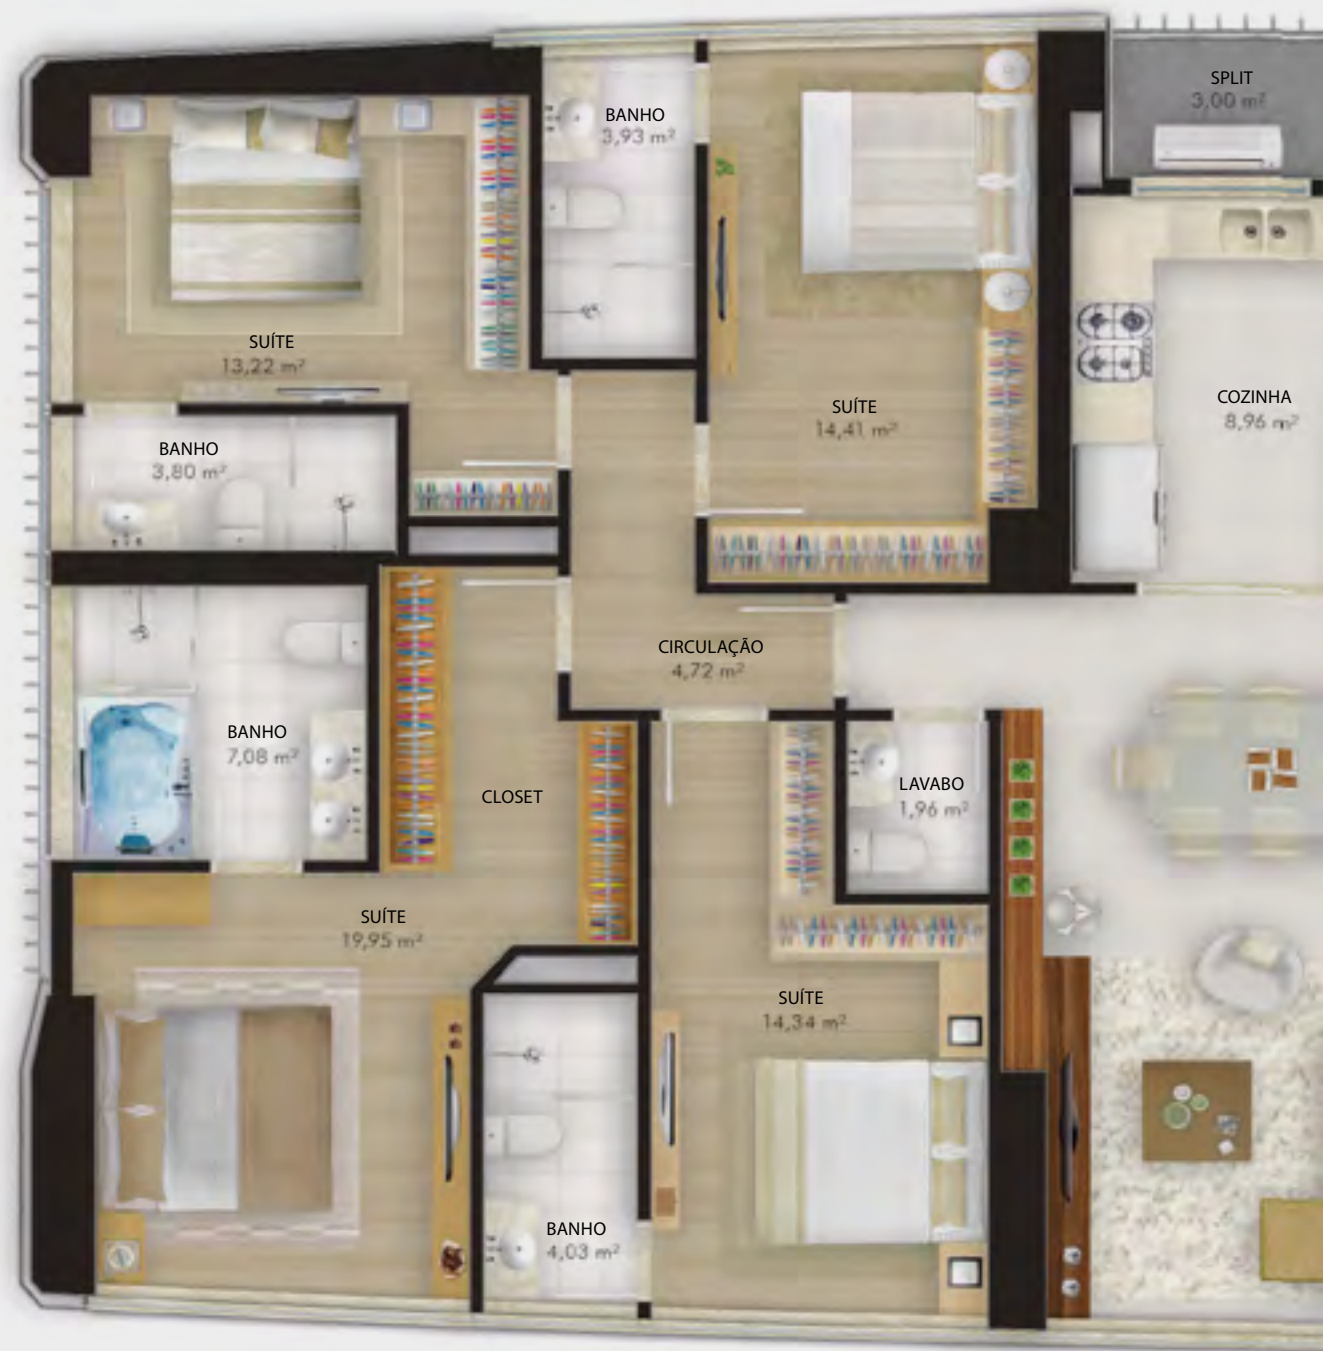 SPLIT
3,00 m²
BANHO
3,93 m²
SUÍTE
13,22 m²
SUÍTE
14,41 m²
COZINHA
8,96 m²
BANHO
3,80 m²
CIRCULAÇÃO
4,72 m²
BANHO
7,08 m²
CLOSET
LAVABO
1,96 m²
SUÍTE
19,95 m²
SUÍTE
14,34 m²
BANHO
4,03 m²